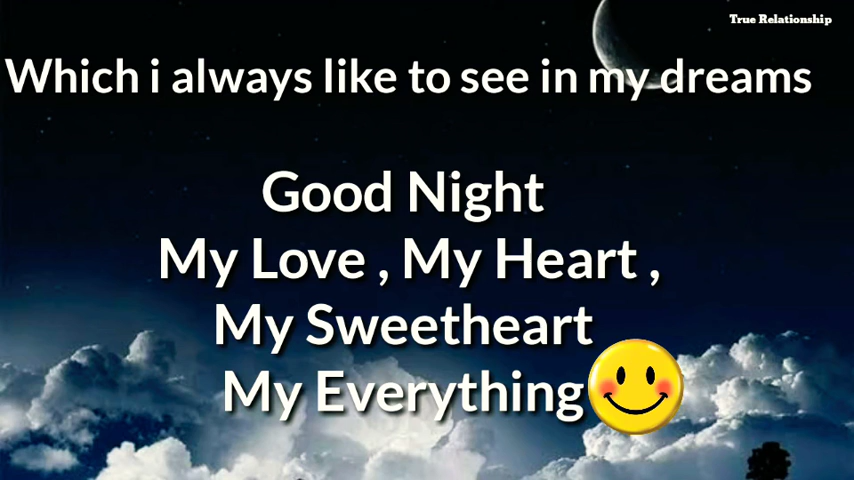 True Relationship
Which i always like to see in my dreams
Good Night
My Love , My Heart ,
My Sweetheart
My Everything